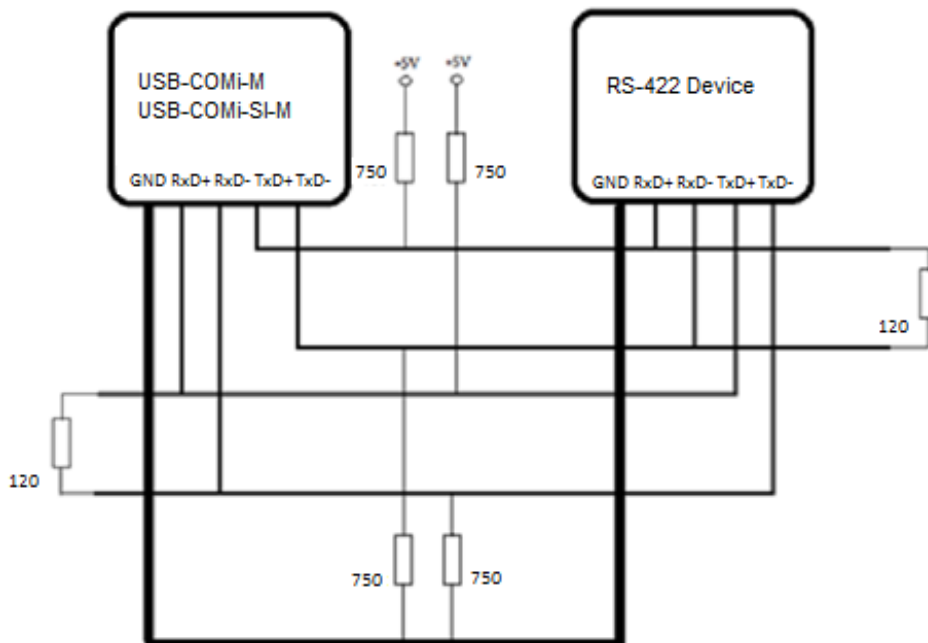 USB-COMi-M
USB-COMi-SI-M
GND RxD+ RxD- TxD+ TxD-
+5V +5V
750 750
RS-422 Device
GND RxD+ RxD- TxD+ TxD-
120
120
750 750